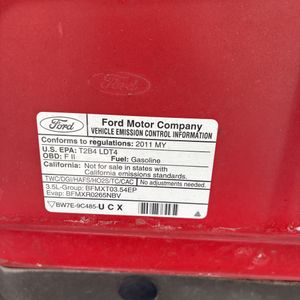 Ford
Ford
Ford Motor Company
VEHICLE EMISSION CONTROL INFORMATION
Conforms to regulations: 2011 MY
U.S. EPA: T2B4 LDT4
OBD: F II Fuel: Gasoline
California: Not for sale in states with
California emissions standards
TWC/DGI/HAFS/HO2S/TC/CAC No adjustments needed.
3.5L-Group: BFMXT03.54EP
Evap: BFMXR0265NBV
BW7E-9C485-UCX